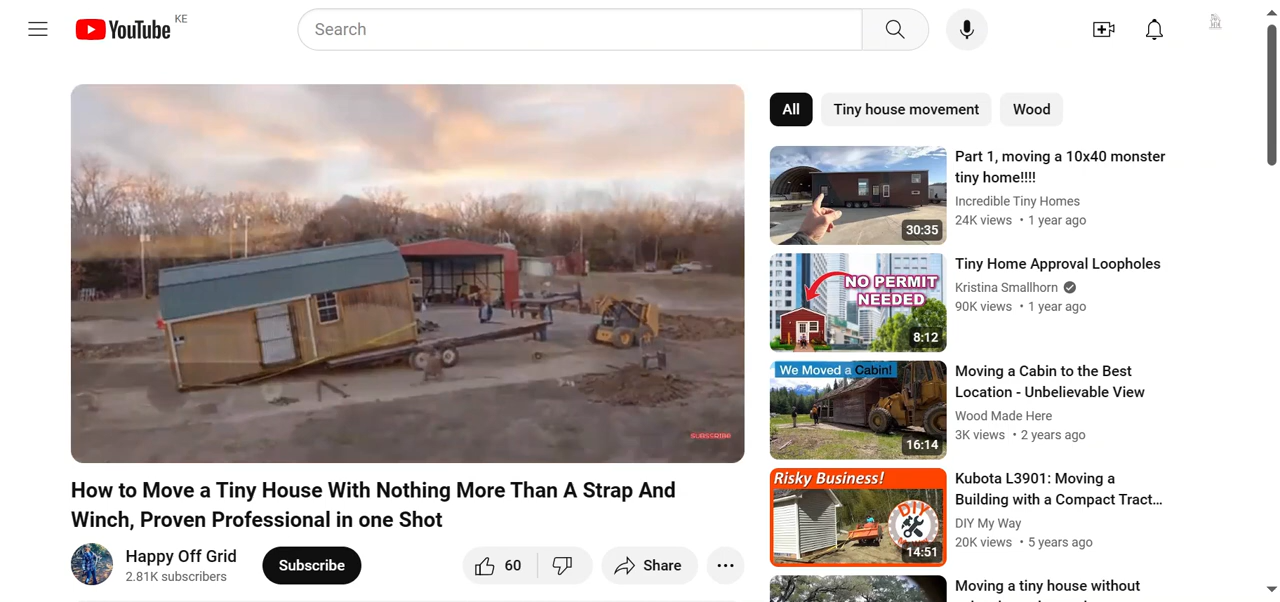 YouTube KE
Search
SUBSCRIBE
How to Move a Tiny House With Nothing More Than A Strap And
Winch, Proven Professional in one Shot
Happy Off Grid
2.81K subscribers
Subscribe
60
Share
All
Tiny house movement
Wood
30:35
Part 1, moving a 10x40 monster
tiny home!!!!
Incredible Tiny Homes
24K views • 1 year ago
NO PERMIT
NEEDED
8:12
Tiny Home Approval Loopholes
Kristina Smallhorn
90K views • 1 year ago
We Moved a Cabin!
16:14
Moving a Cabin to the Best
Location - Unbelievable View
Wood Made Here
3K views • 2 years ago
Risky Business!
DIY
14:51
Kubota L3901: Moving a
Building with a Compact Tract...
DIY My Way
20K views • 5 years ago
Moving a tiny house without